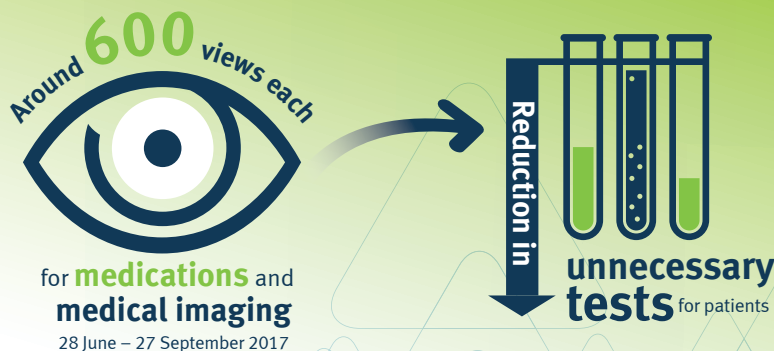 Around 600 views each
for medications and
medical imaging
28 June – 27 September 2017
Reduction in
unnecessary
tests for patients